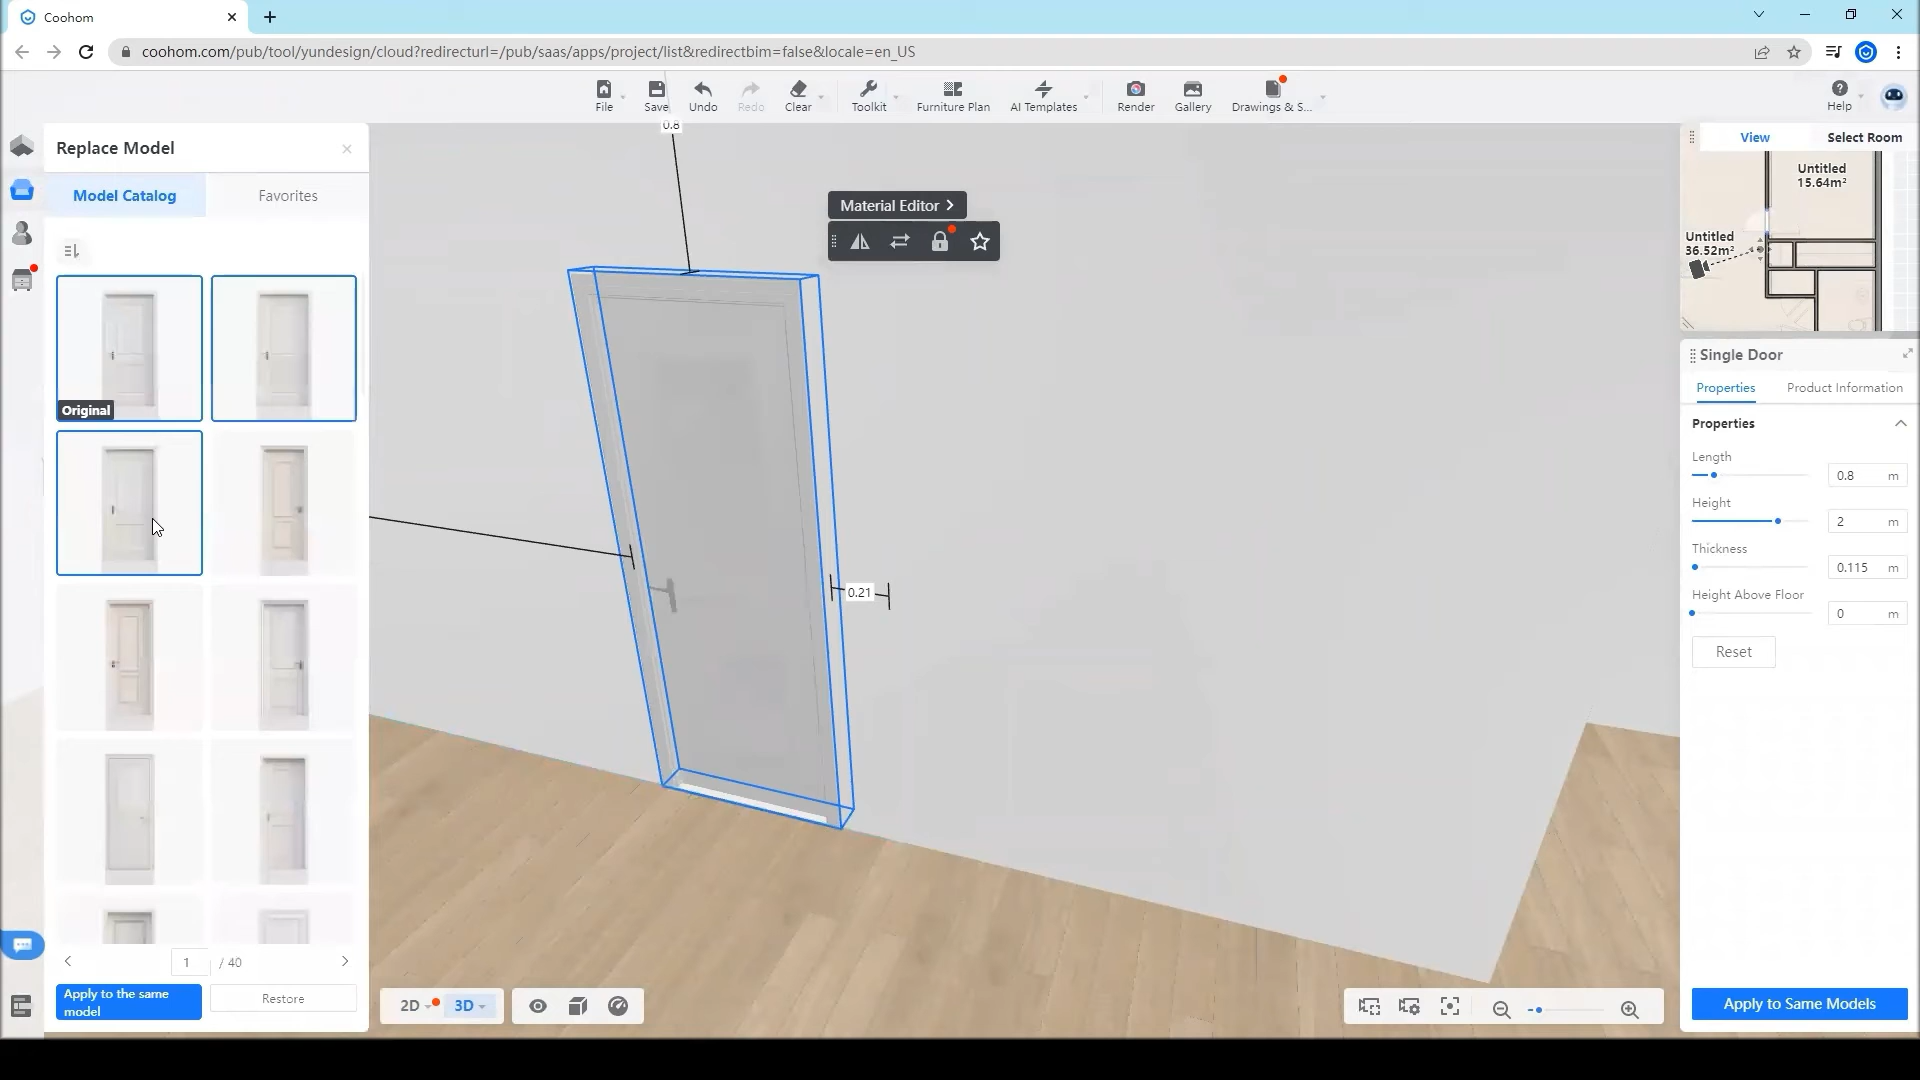 Coohom
coohom.com/pub/tool/yundesign/cloud?redirecturl=/pub/saas/apps/project/list&redirectbim=false&locale=en_US
File
Save
Undo
Redo
Clear
Toolkit
Furniture Plan
AI Templates
Render
Gallery
Drawings & S...
Help
Replace Model
Model Catalog
Favorites
Original
1 / 40
Apply to the same
model
Restore
0.8
Material Editor
0.21
2D
3D
View
Select Room
Untitled
15.64m²
Untitled
36.52m²
Single Door
Properties
Product Information
Properties
Length
0.8 m
Height
2 m
Thickness
0.115 m
Height Above Floor
0 m
Reset
Apply to Same Models